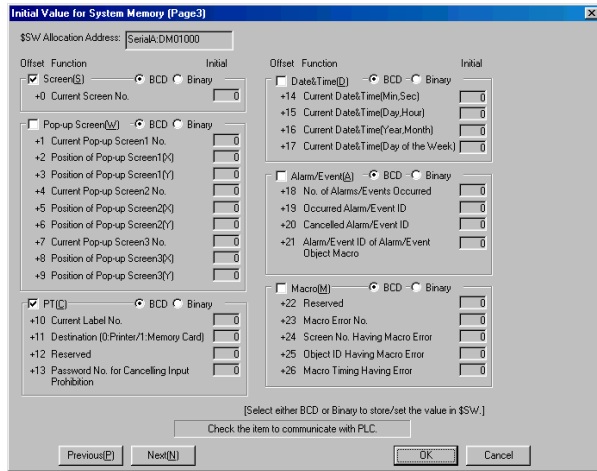 Initial Value for System Memory (Page3)
$SW Allocation Address: SerialA:DM01000
Offset Function Initial
Screen(S) BCD Binary
+0 Current Screen No. 0
Pop-up Screen(W) BCD Binary
+1 Current Pop-up Screen1 No. 0
+2 Position of Pop-up Screen1(X) 0
+3 Position of Pop-up Screen1(Y) 0
+4 Current Pop-up Screen2 No. 0
+5 Position of Pop-up Screen2(X) 0
+6 Position of Pop-up Screen2(Y) 0
+7 Current Pop-up Screen3 No. 0
+8 Position of Pop-up Screen3(X) 0
+9 Position of Pop-up Screen3(Y) 0
PT(C) BCD Binary
+10 Current Label No. 0
+11 Destination (0:Printer/1:Memory Card) 0
+12 Reserved 0
+13 Password No. for Cancelling Input 0
Prohibition
Offset Function Initial
Date&Time(D) BCD Binary
+14 Current Date&Time(Min,Sec) 0
+15 Current Date&Time(Day,Hour) 0
+16 Current Date&Time(Year,Month) 0
+17 Current Date&Time(Day of the Week) 0
Alarm/Event(A) BCD Binary
+18 No. of Alarms/Events Occurred 0
+19 Occurred Alarm/Event ID 0
+20 Cancelled Alarm/Event ID 0
+21 Alarm/Event ID of Alarm/Event 0
Object Macro
Macro(M) BCD Binary
+22 Reserved 0
+23 Macro Error No. 0
+24 Screen No. Having Macro Error 0
+25 Object ID Having Macro Error 0
+26 Macro Timing Having Error 0
[Select either BCD or Binary to store/set the value in $SW.]
Check the item to communicate with PLC.
Previous(P) Next(N) OK Cancel